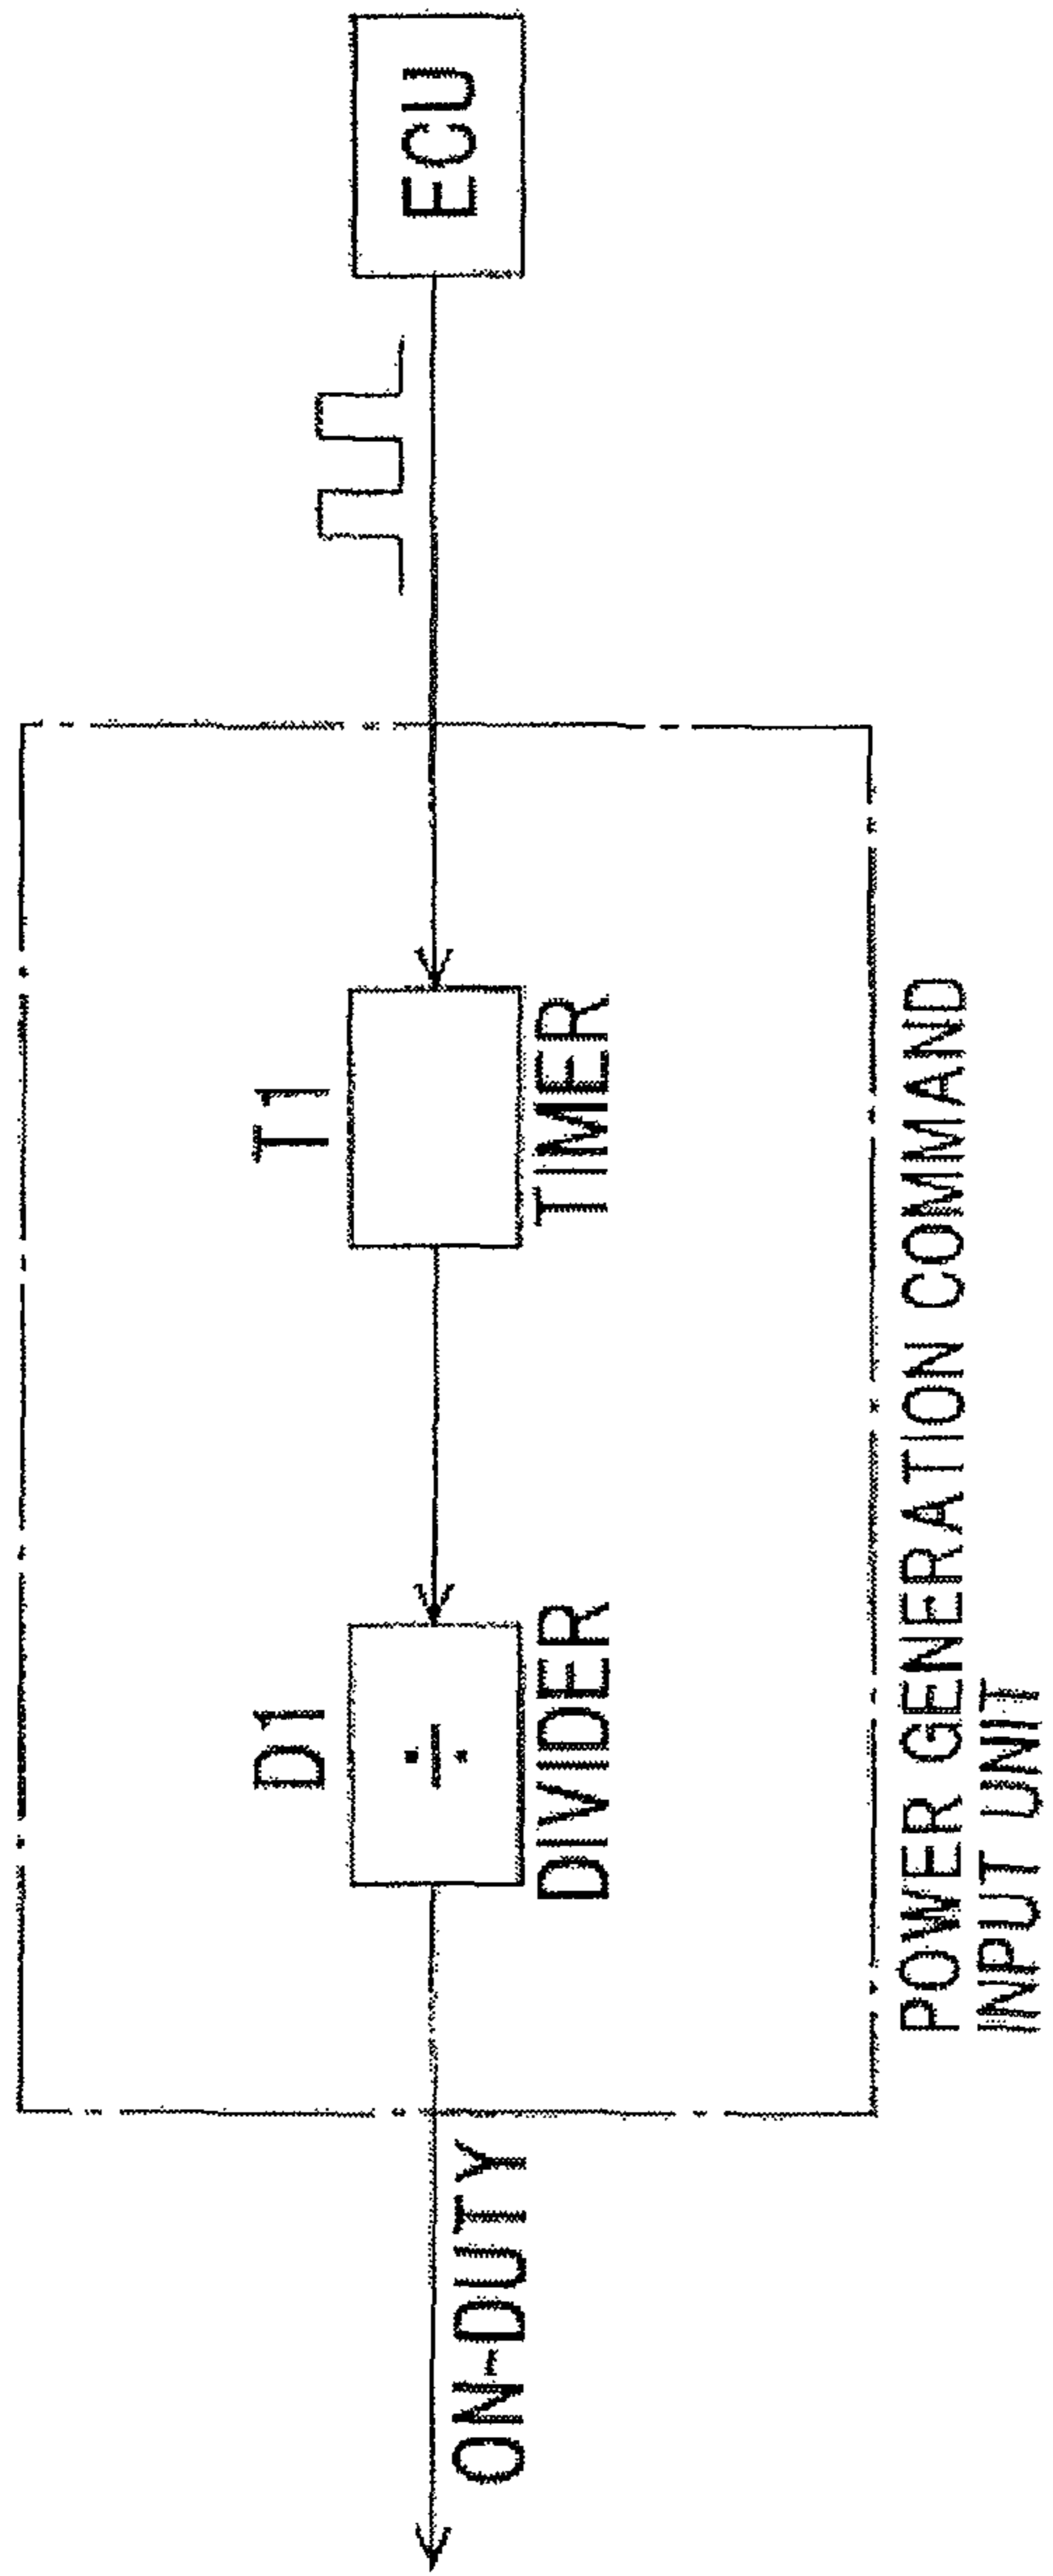 ECU
T1
TIMER
D1
÷
DIVIDER
ON-DUTY
POWER GENERATION COMMAND
INPUT UNIT